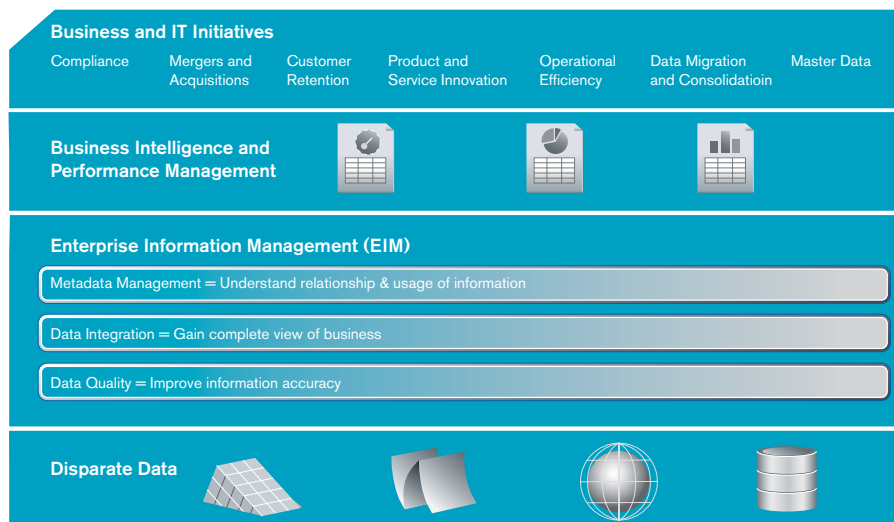 Business and IT Initiatives
Compliance
Mergers and
Acquisitions
Customer
Retention
Product and
Service Innovation
Operational
Efficiency
Data Migration
and Consolidatioin
Master Data
Business Intelligence and
Performance Management
Enterprise Information Management (EIM)
Metadata Management = Understand relationship & usage of information
Data Integration = Gain complete view of business
Data Quality = Improve information accuracy
Disparate Data